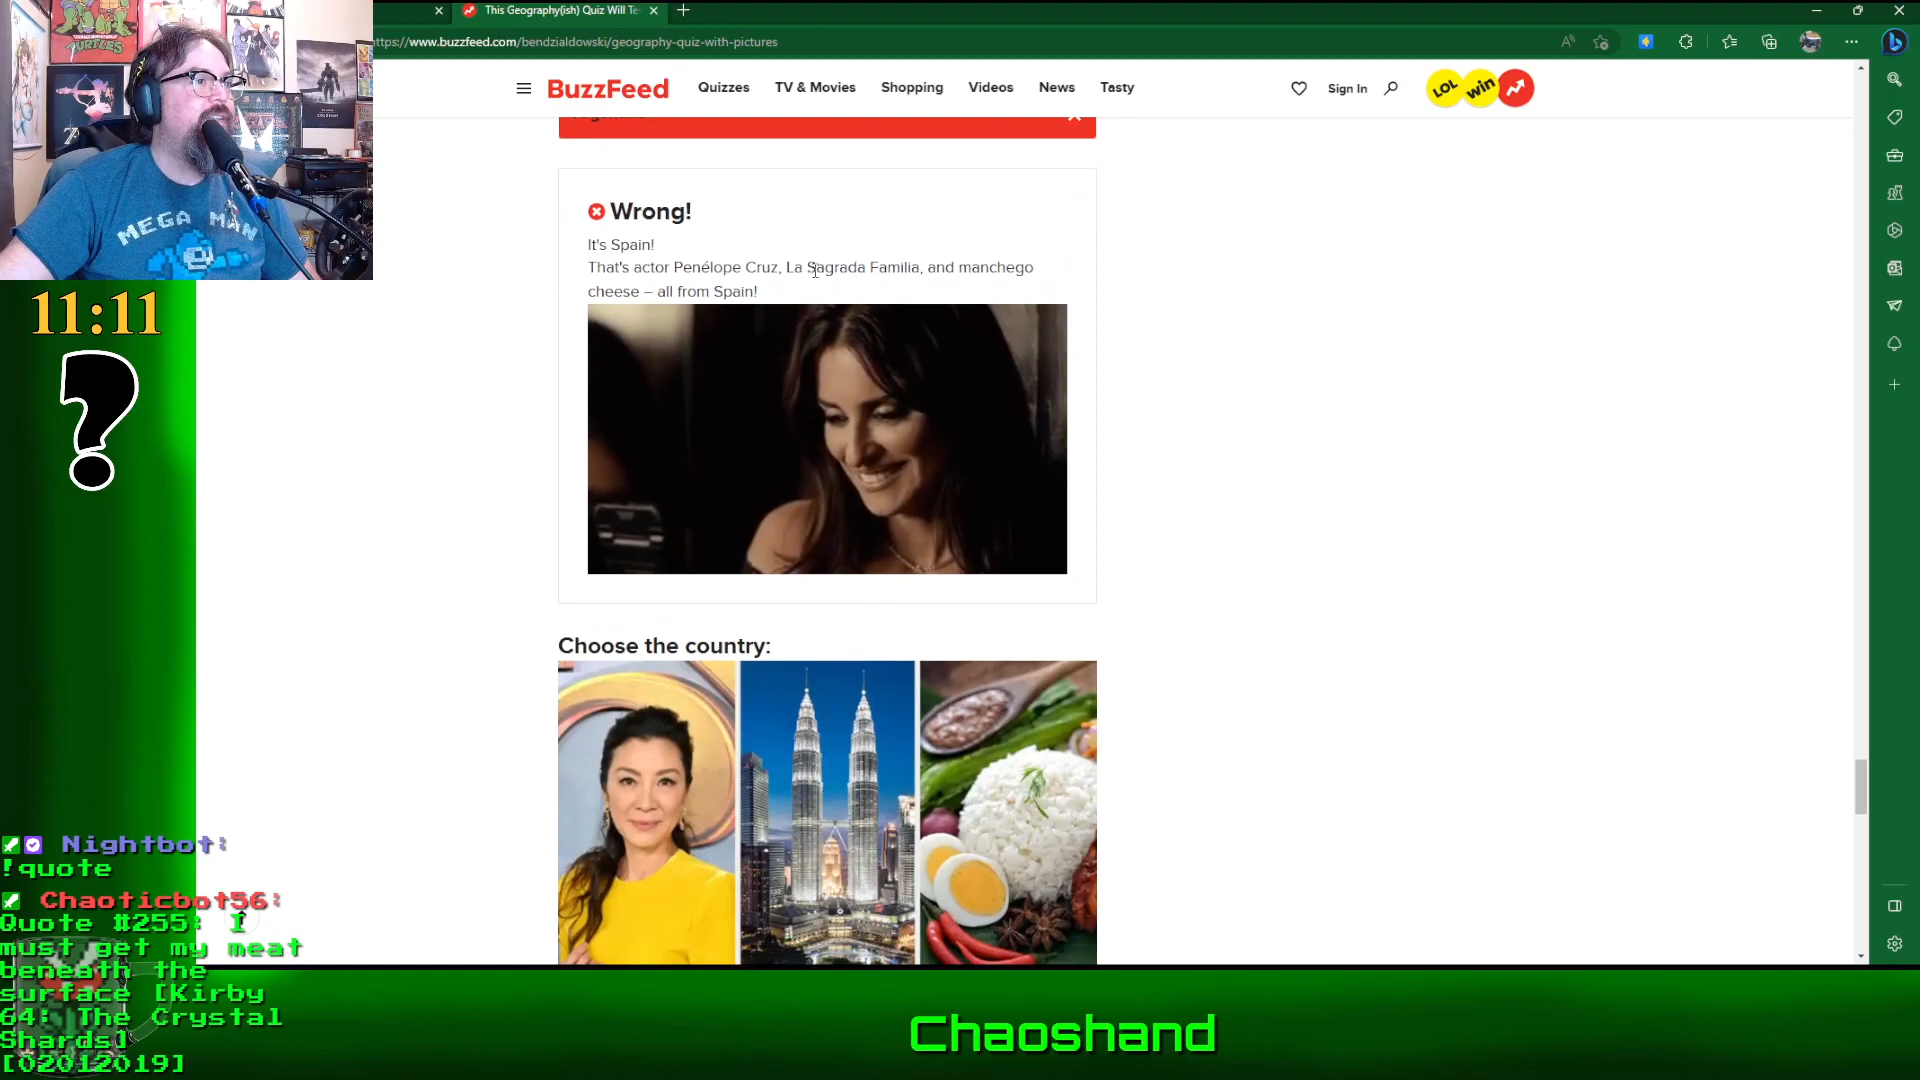 This Geography(ish) Quiz Will Te
https://www.buzzfeed.com/bendzialdowski/geography-quiz-with-pictures
BuzzFeed
Quizzes
TV & Movies
Shopping
Videos
News
Tasty
Sign In
LOL
win
TURTLES
MEGA MAN
Wrong!
It's Spain!
That's actor Penélope Cruz, La Sagrada Familia, and manchego
cheese – all from Spain!
11:11
?
Choose the country:
Nightbot:
!quote
Chaoticbot56:
Quote #255: I
must get my meat
beneath the
surface [Kirby
64: The Crystal
Shards]
[02012019]
Chaoshand